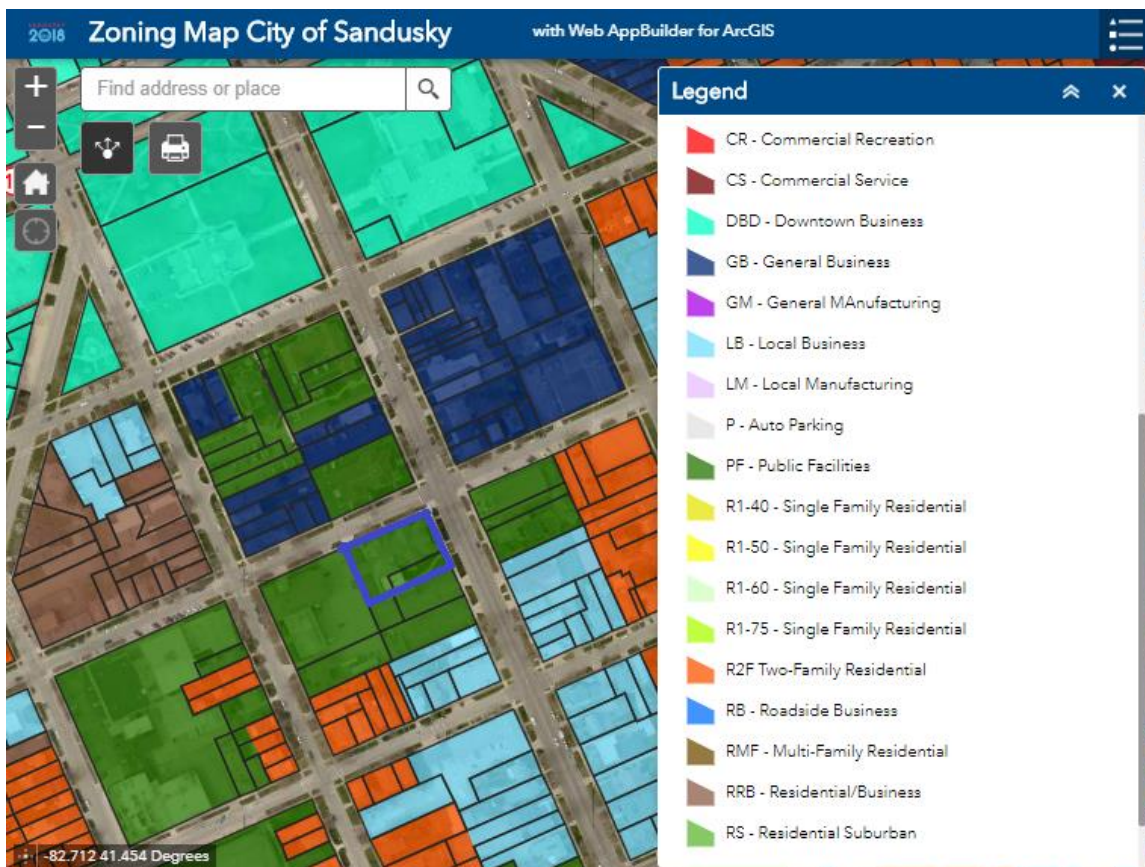 2018
Zoning Map City of Sandusky
with Web AppBuilder for ArcGIS
+
Find address or place
−
1
Legend
CR - Commercial Recreation
CS - Commercial Service
DBD - Downtown Business
GB - General Business
GM - General MAnufacturing
LB - Local Business
LM - Local Manufacturing
P - Auto Parking
PF - Public Facilities
R1-40 - Single Family Residential
R1-50 - Single Family Residential
R1-60 - Single Family Residential
R1-75 - Single Family Residential
R2F Two-Family Residential
RB - Roadside Business
RMF - Multi-Family Residential
RRB - Residential/Business
RS - Residential Suburban
-82.712 41.454 Degrees